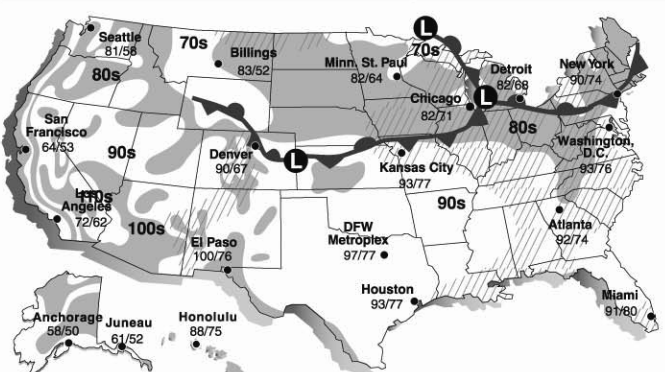 L
Seattle
81/58
70s
Billings
83/52
80s
Minn. St. Paul
82/64
70s
Detroit
82/68
New York
90/74
L
Chicago
82/71
80s
San
Francisco
64/53
90s
Denver
90/67
L
Kansas City
93/77
Washington,
D.C.
93/76
Los
Angeles
72/62
110s
100s
90s
El Paso
100/76
DFW
Metroplex
97/77
Atlanta
92/74
Houston
93/77
Miami
91/80
Anchorage
58/50
Juneau
61/52
Honolulu
88/75